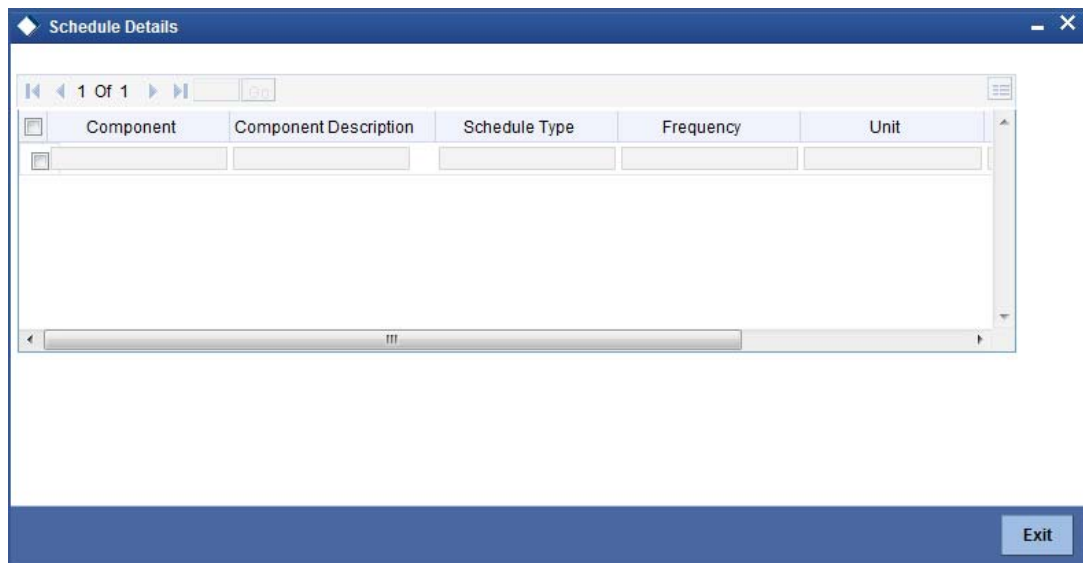 Schedule Details
1 Of 1 Go
Component Component Description Schedule Type Frequency Unit
Exit